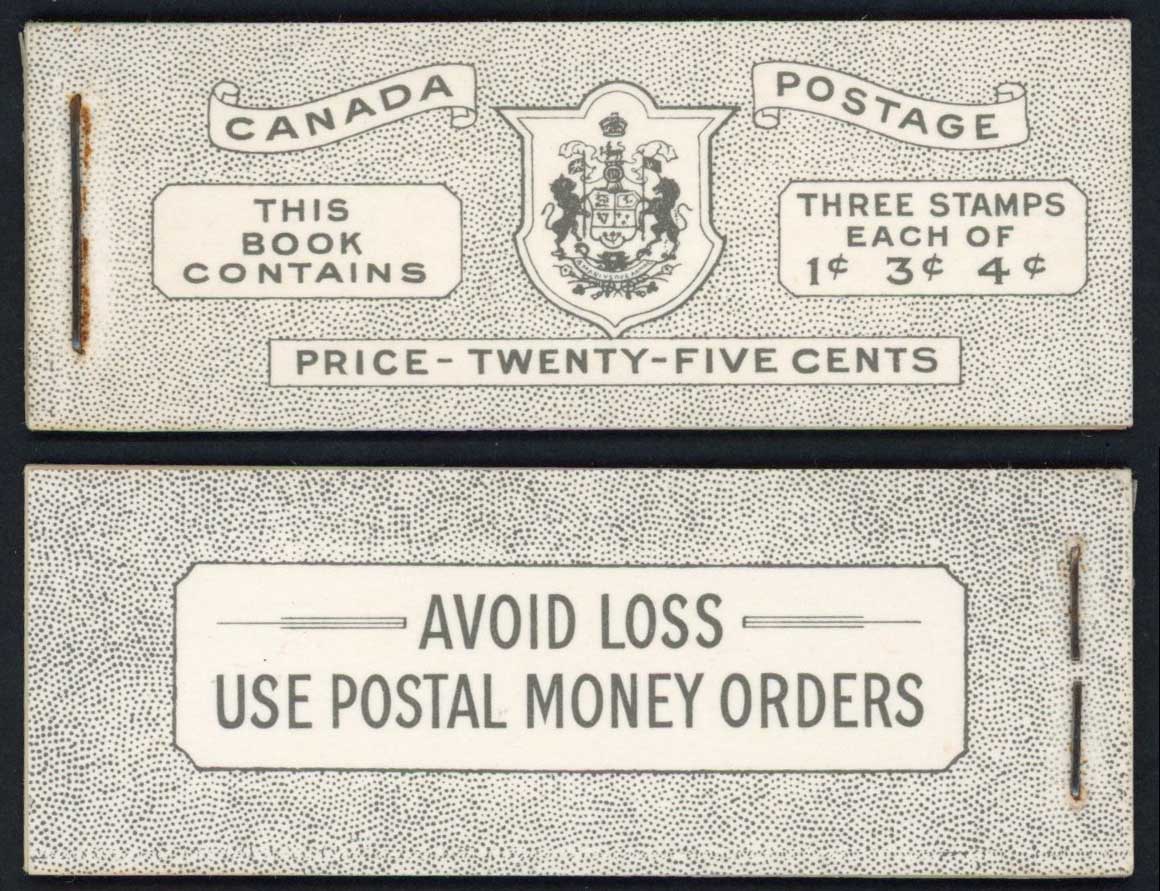 CANADA
POSTAGE
THIS
BOOK
CONTAINS
THREE STAMPS
EACH OF
1¢ 3¢ 4¢
PRICE - TWENTY-FIVE CENTS
AVOID LOSS
USE POSTAL MONEY ORDERS